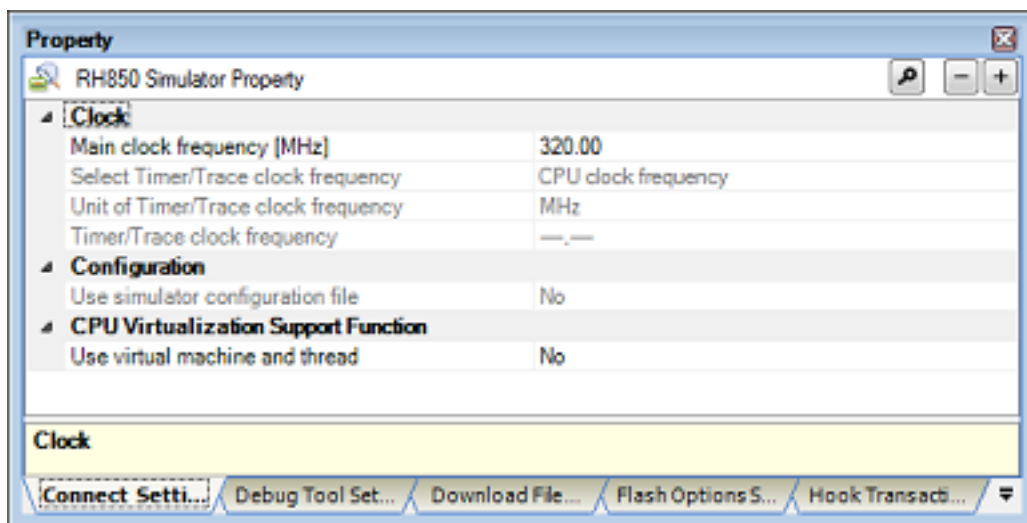 Property
RH850 Simulator Property
Clock
Main clock frequency [MHz] 320.00
Select Timer/Trace clock frequency CPU clock frequency
Unit of Timer/Trace clock frequency MHz
Timer/Trace clock frequency —.—
Configuration
Use simulator configuration file No
CPU Virtualization Support Function
Use virtual machine and thread No
Clock
Connect Setti... Debug Tool Set... Download File... Flash Options S... Hook Transacti...